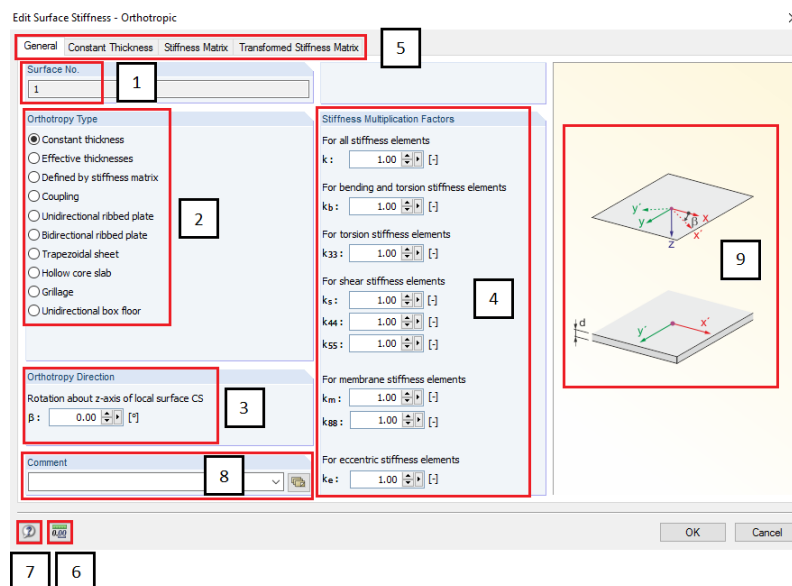 Edit Surface Stiffness - Orthotropic
General Constant Thickness Stiffness Matrix Transformed Stiffness Matrix
5
Surface No.
1
1
Orthotropy Type
Constant thickness
Effective thicknesses
Defined by stiffness matrix
Coupling
Unidirectional ribbed plate
Bidirectional ribbed plate
Trapezoidal sheet
Hollow core slab
Grillage
Unidirectional box floor
2
Orthotropy Direction
Rotation about z-axis of local surface CS
β : 0.00 [°]
3
Comment
8
Stiffness Multiplication Factors
For all stiffness elements
k : 1.00 [-]
For bending and torsion stiffness elements
kb : 1.00 [-]
For torsion stiffness elements
k33 : 1.00 [-]
For shear stiffness elements
ks : 1.00 [-]
k44 : 1.00 [-]
k55 : 1.00 [-]
4
For membrane stiffness elements
km : 1.00 [-]
k88 : 1.00 [-]
For eccentric stiffness elements
ke : 1.00 [-]
y´
y
β
x
x´
z
9
d
y´
x´
0.00
OK Cancel
7 6